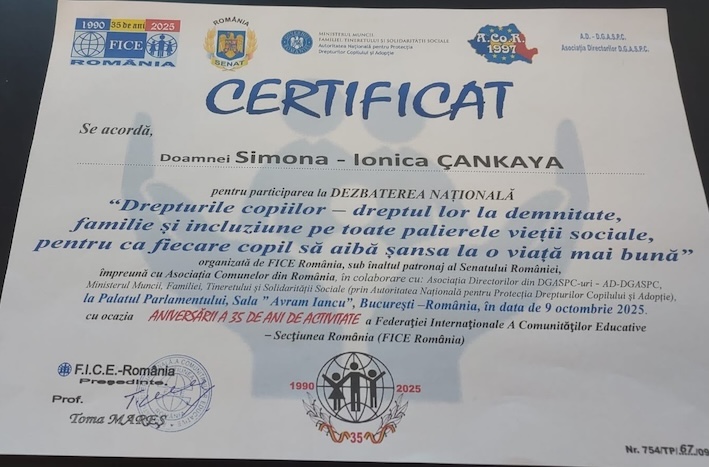 1990 35 de ani 2025
FICE
ROMÂNIA
ROMÂNIA
SENAT
MINISTERUL MUNCII
FAMILIEI, TINERETULUI ȘI SOLIDARITĂȚII SOCIALE
Autoritatea Națională pentru Protecția
Drepturilor Copilului și Adopție
A.Co.R.
1997
A.D. - D.G.A.S.P.C.
Asociația Directorilor D.G.A.S.P.C.
CERTIFICAT
Se acordă,
Doamnei Simona - Ionica ÇANKAYA
pentru participarea la DEZBATEREA NAȚIONALĂ
“Drepturile copiilor – dreptul lor la demnitate,
familie și incluziune pe toate palierele vieții sociale,
pentru ca fiecare copil să aibă șansa la o viață mai bună”
organizată de FICE România, sub înaltul patronaj al Senatului României,
împreună cu Asociația Comunelor din România, în colaborare cu: Asociația Directorilor din DGASPC-uri - AD-DGASPC,
Ministerul Muncii, Familiei, Tineretului și Solidarității Sociale (prin Autoritatea Națională pentru Protecția Drepturilor Copilului și Adopție),
la Palatul Parlamentului, Sala ” Avram Iancu”, București –România, în data de 9 octombrie 2025.
cu ocazia ANIVERSĂRII A 35 DE ANI DE ACTIVITATE a Federației Internaționale A Comunităților Educative
– Secțiunea România (FICE România)
F.I.C.E.-România
Președinte,
Prof.
Toma MAREȘ
1990 2025
35
Nr. 754/TP/.67./09